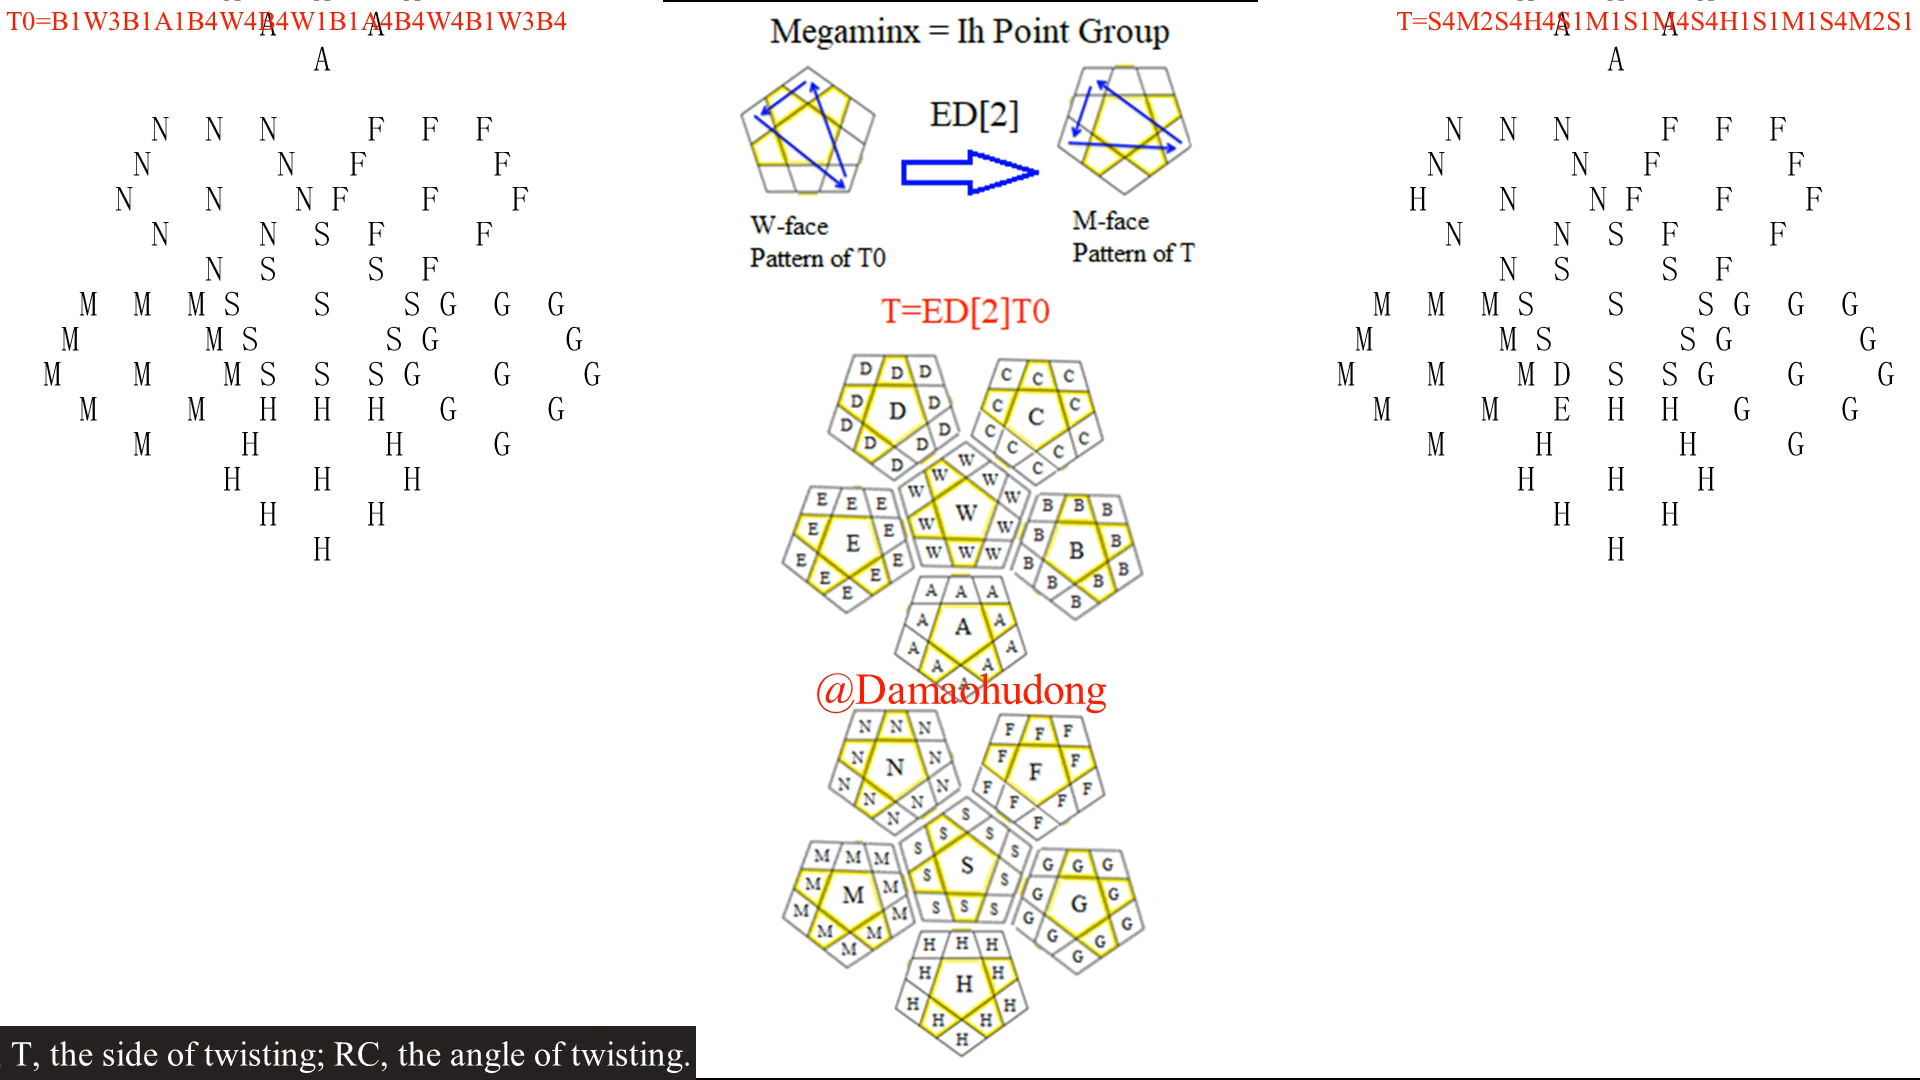 T0=B1W3B1A1B4W4B4W1B1A4B4W4B1W3B4
A A
A
N N N F F F
N N F F
N N N F F F
N N S F F
N S S F
M M M S S S G G G
M M S S G G
M M M S S S G G G
M M H H H G G
M H H G
H H H
H H
H
T, the side of twisting; RC, the angle of twisting.
Megaminx = Ih Point Group
ED[2]
W-face
Pattern of T0
M-face
Pattern of T
T=ED[2]T0
D D D
D D
D
D D
D D
D
C C C
C C
C
C C
C C
C
W
W W
W W
W
W W
W W W
E E E
E E
E
E E
E E
E
B B B
B B
B
B B
B B
B
A A A
A A
A
A A
A A
A
@Damaohudong
N N N
N N
N
N N
N N
N
F F F
F F
F
F F
F F
F
S
S S
S S
S
S S
S S S
M M M
M M
M
M M
M M
M
G G G
G G
G
G G
G G
G
H H H
H H
H
H H
H H
H
T=S4M2S4H4S1M1S1M4S4H1S1M1S4M2S1
A A
A
N N N F F F
N N F F
H N N F F F
N N S F F
N S S F
M M M S S S G G G
M M S S G G
M M M D S S G G G
M M E H H G G
M H H G
H H H
H H
H